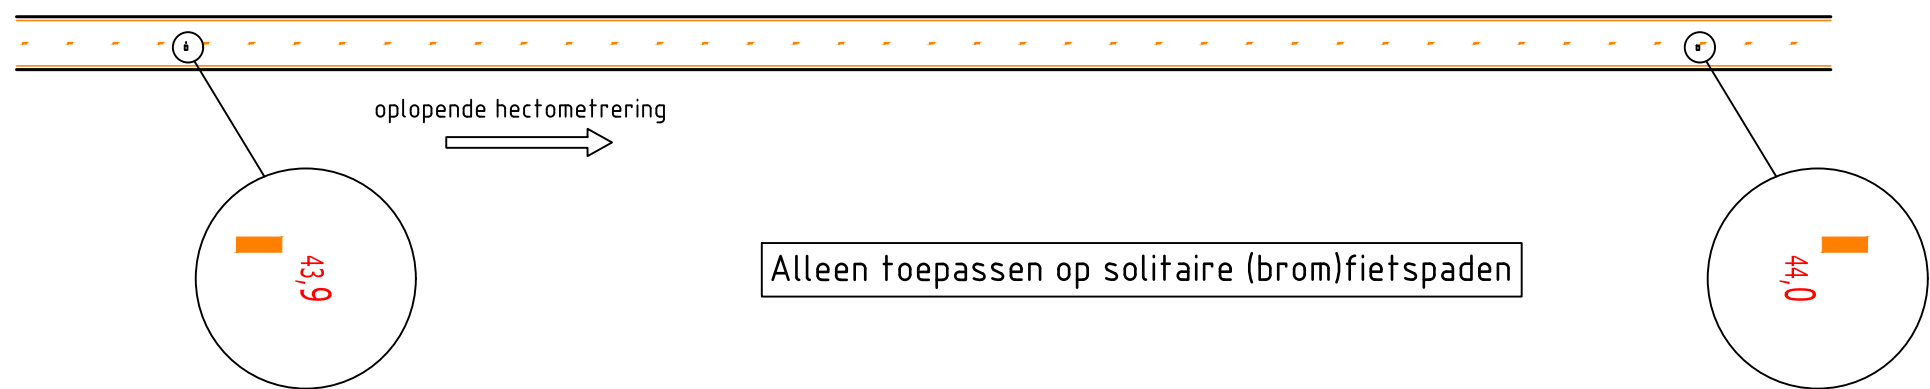 oplopende hectometrering
43,9
Alleen toepassen op solitaire (brom)fietspaden
44,0